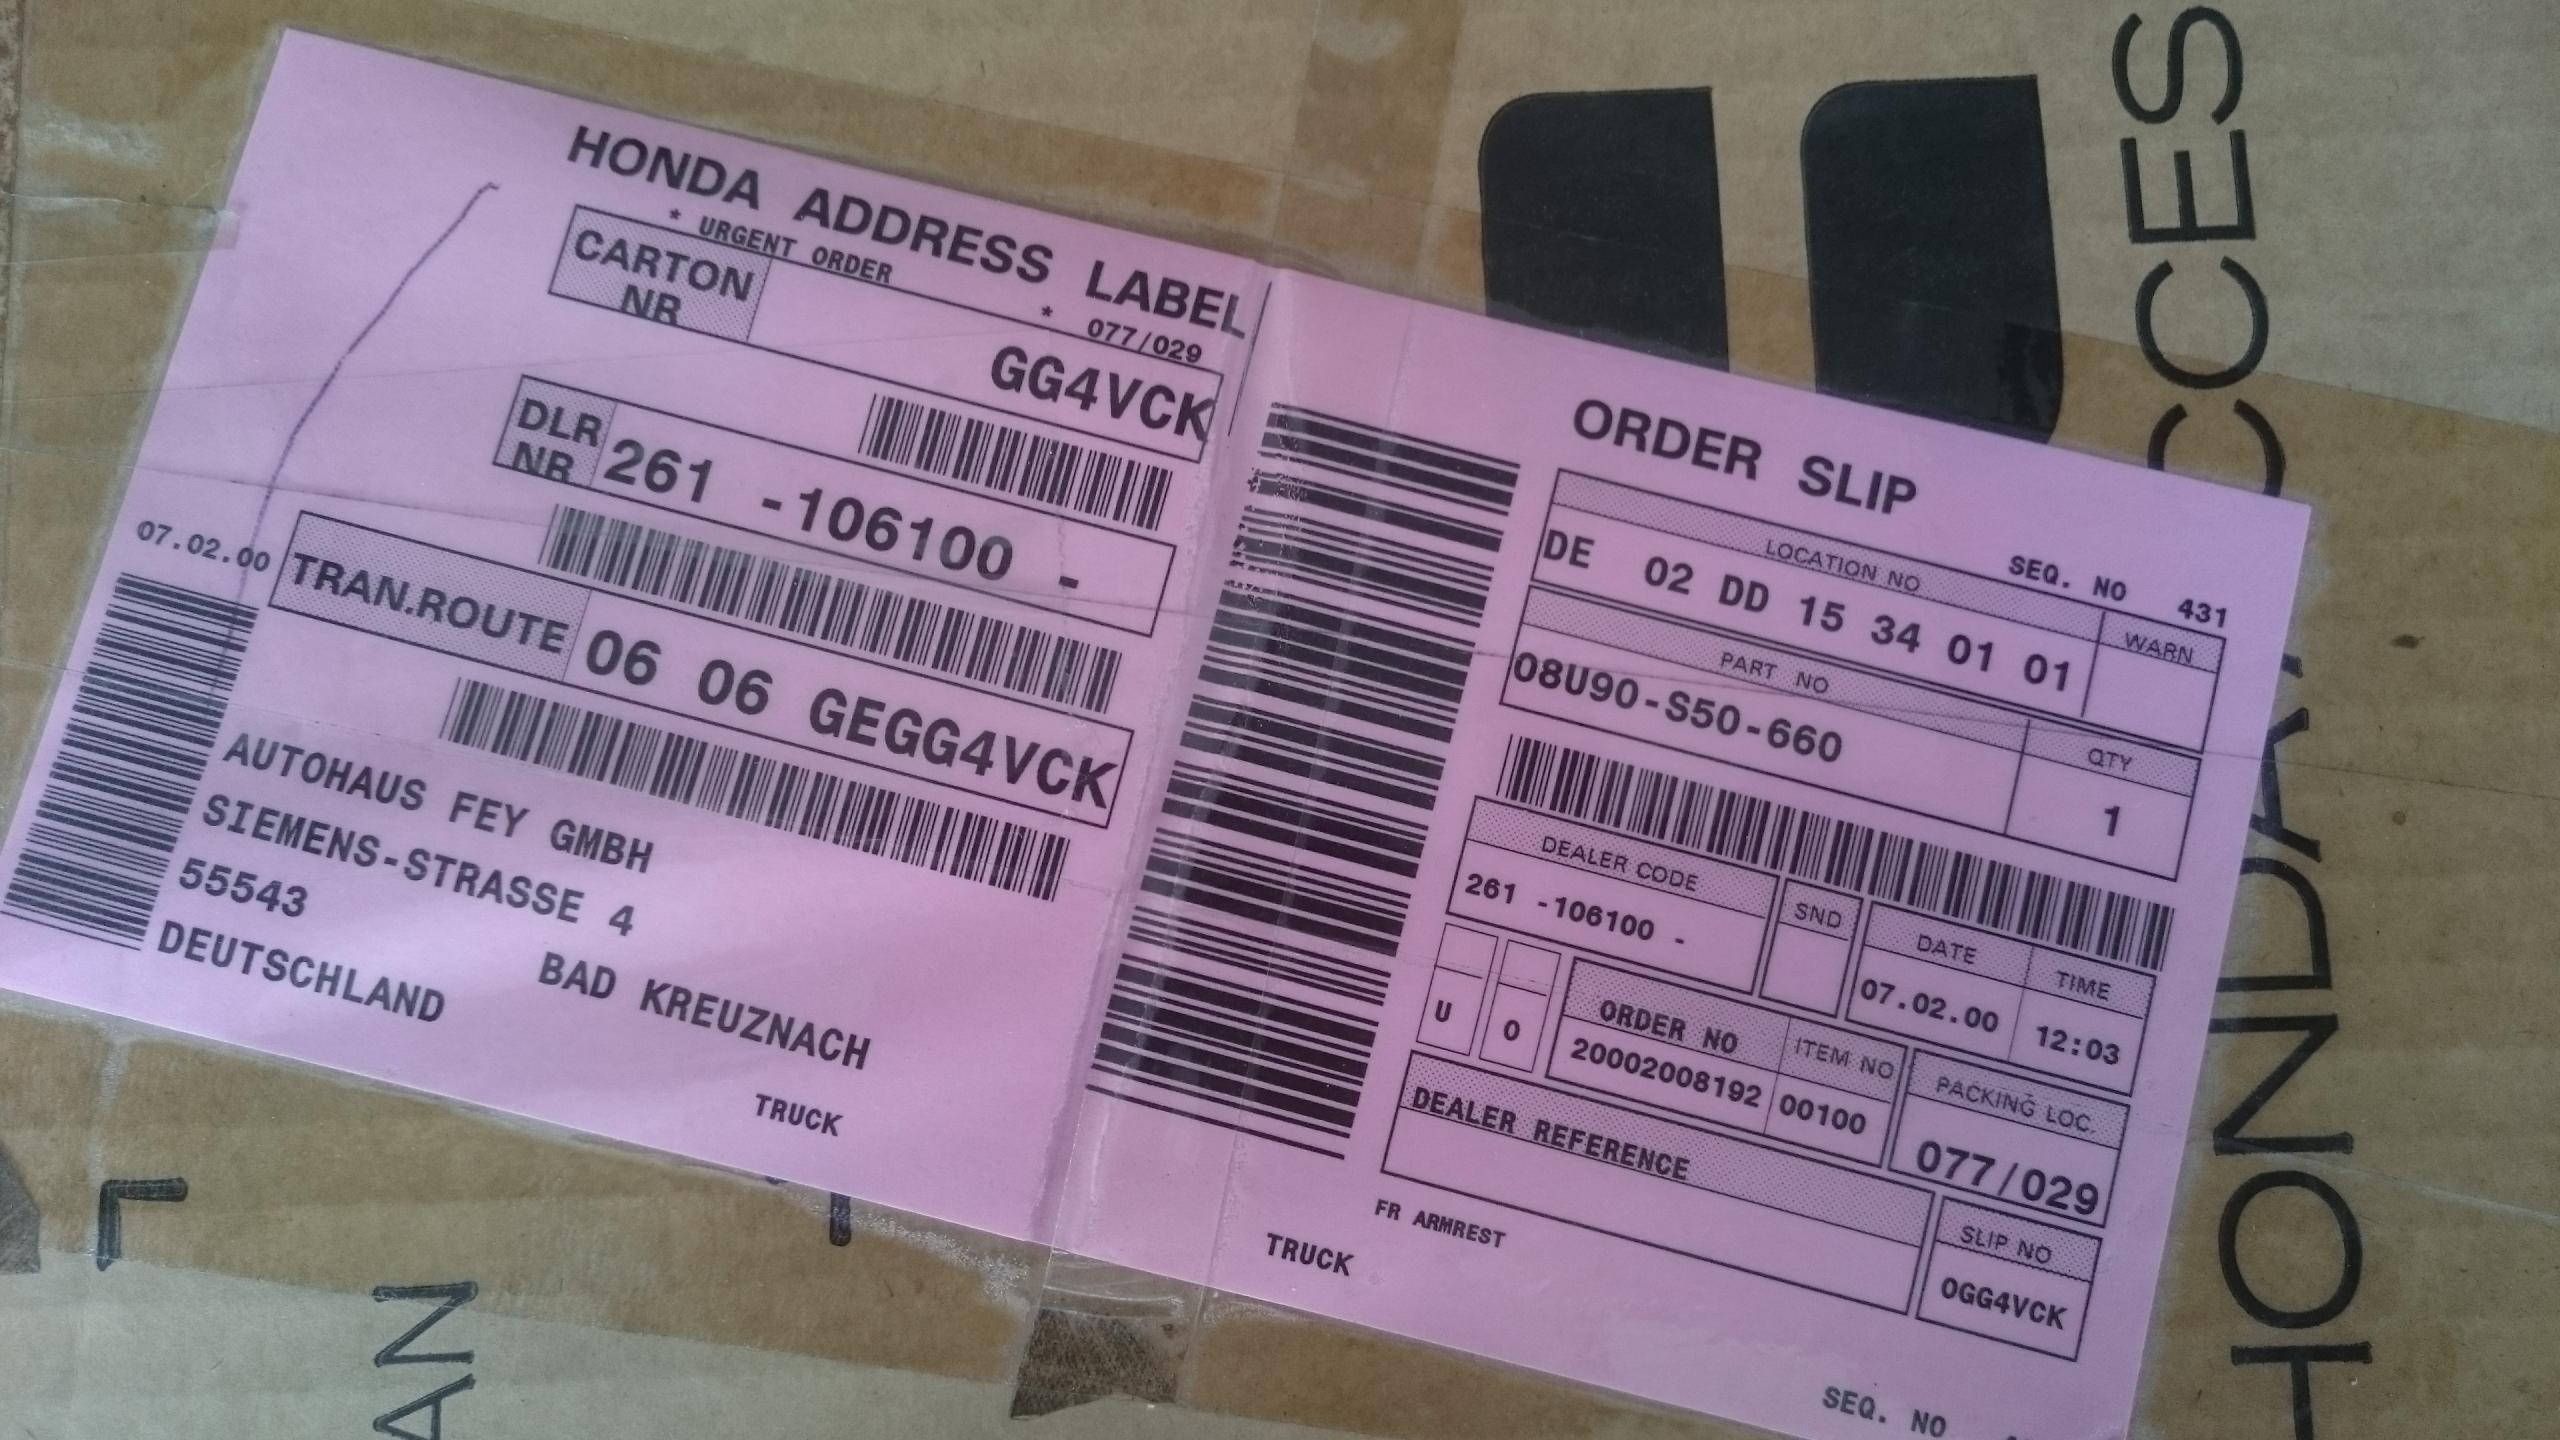 HONDA ADDRESS LABEL
* URGENT ORDER * 077/029
CARTON NR GG4VCK
DLR NR 261 -106100 -
07.02.00
TRAN.ROUTE 06 06 GEGG4VCK
AUTOHAUS FEY GMBH
SIEMENS-STRASSE 4
55543 BAD KREUZNACH
DEUTSCHLAND
TRUCK
ORDER SLIP
SEQ. NO 431
LOCATION NO WARN
DE 02 DD 15 34 01 01
PART NO QTY
08U90-S50-660 1
DEALER CODE SND DATE TIME
261 -106100 - 07.02.00 12:03
ORDER NO ITEM NO PACKING LOC.
U 0 20002008192 00100 077/029
DEALER REFERENCE SLIP NO
0GG4VCK
FR ARMREST
TRUCK
SEQ. NO
HONDA ACCES
AN